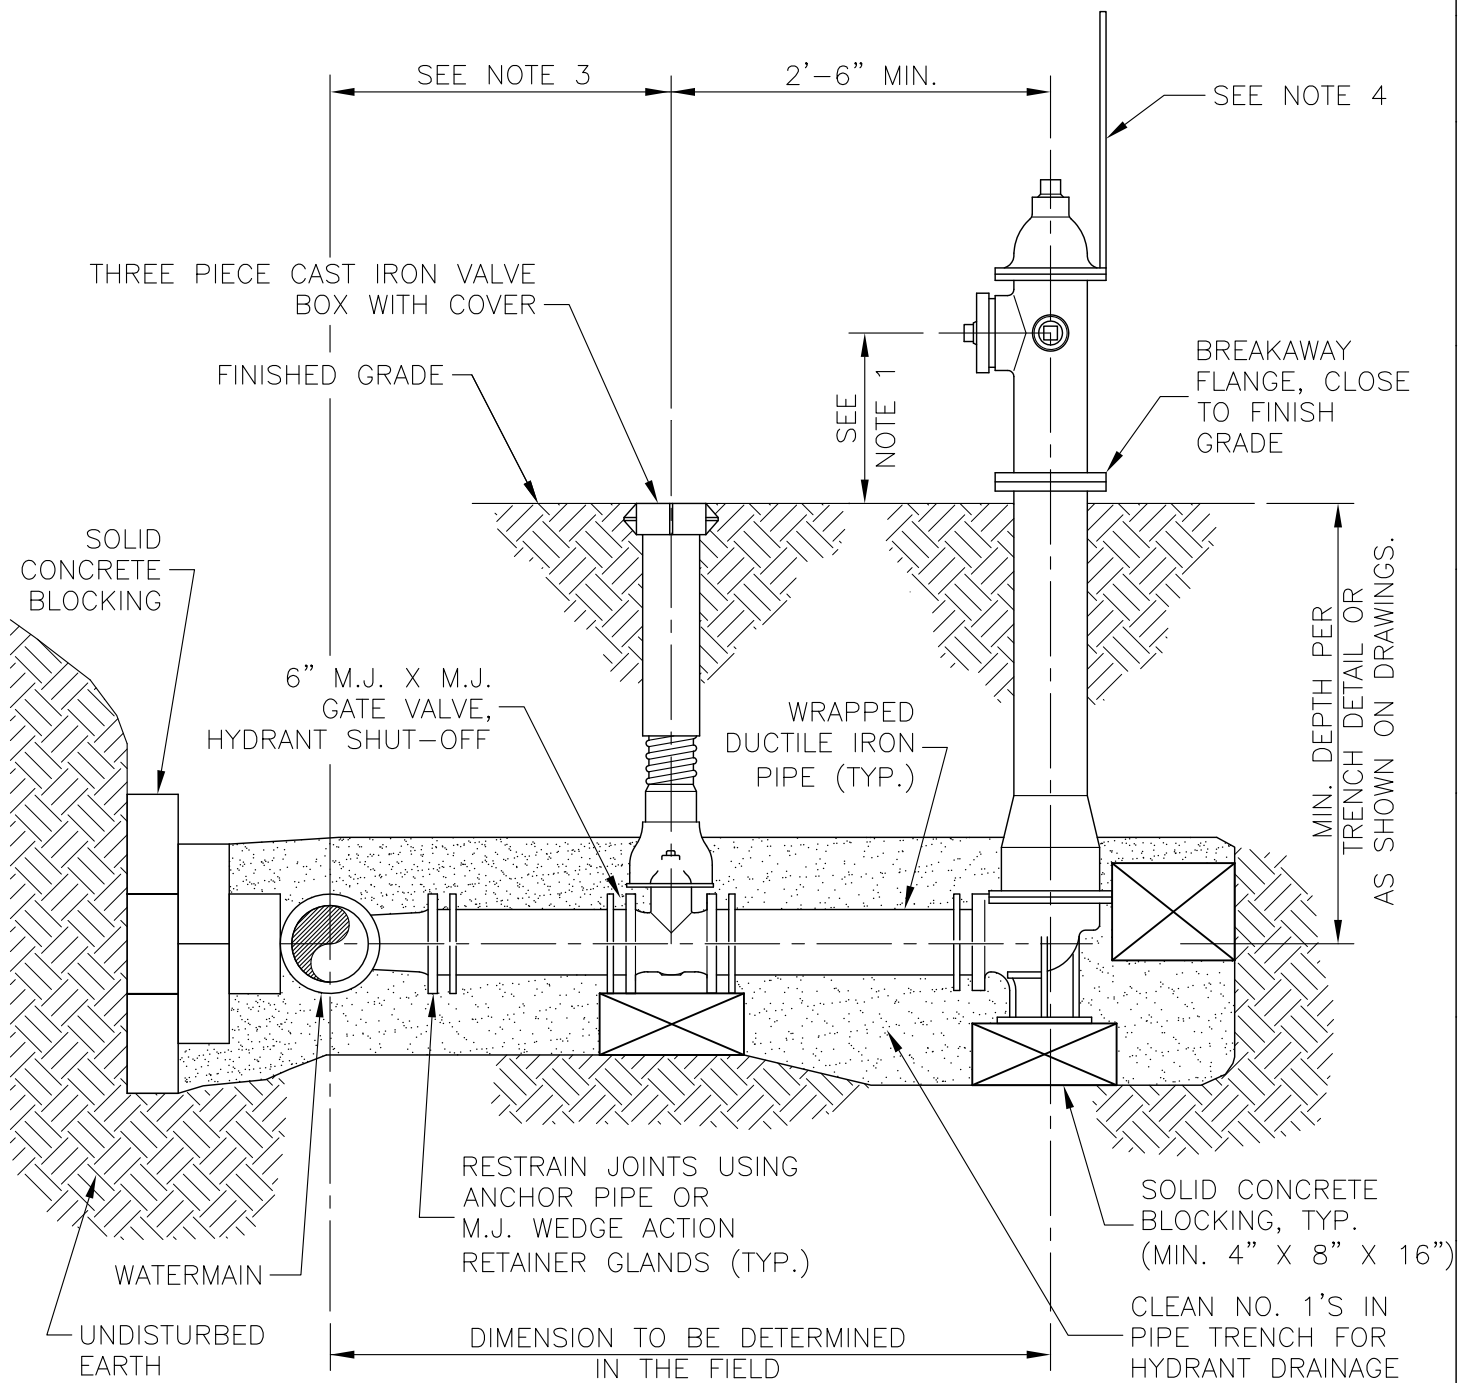 SEE NOTE 3
2'-6" MIN.
SEE NOTE 4
THREE PIECE CAST IRON VALVE
BOX WITH COVER
FINISHED GRADE
SEE
NOTE 1
BREAKAWAY
FLANGE, CLOSE
TO FINISH
GRADE
SOLID
CONCRETE
BLOCKING
6" M.J. X M.J.
GATE VALVE,
HYDRANT SHUT-OFF
WRAPPED
DUCTILE IRON
PIPE (TYP.)
MIN. DEPTH PER
TRENCH DETAIL OR
AS SHOWN ON DRAWINGS.
RESTRAIN JOINTS USING
ANCHOR PIPE OR
M.J. WEDGE ACTION
RETAINER GLANDS (TYP.)
SOLID CONCRETE
BLOCKING, TYP.
(MIN. 4" X 8" X 16")
WATERMAIN
UNDISTURBED
EARTH
DIMENSION TO BE DETERMINED
IN THE FIELD
CLEAN NO. 1'S IN
PIPE TRENCH FOR
HYDRANT DRAINAGE